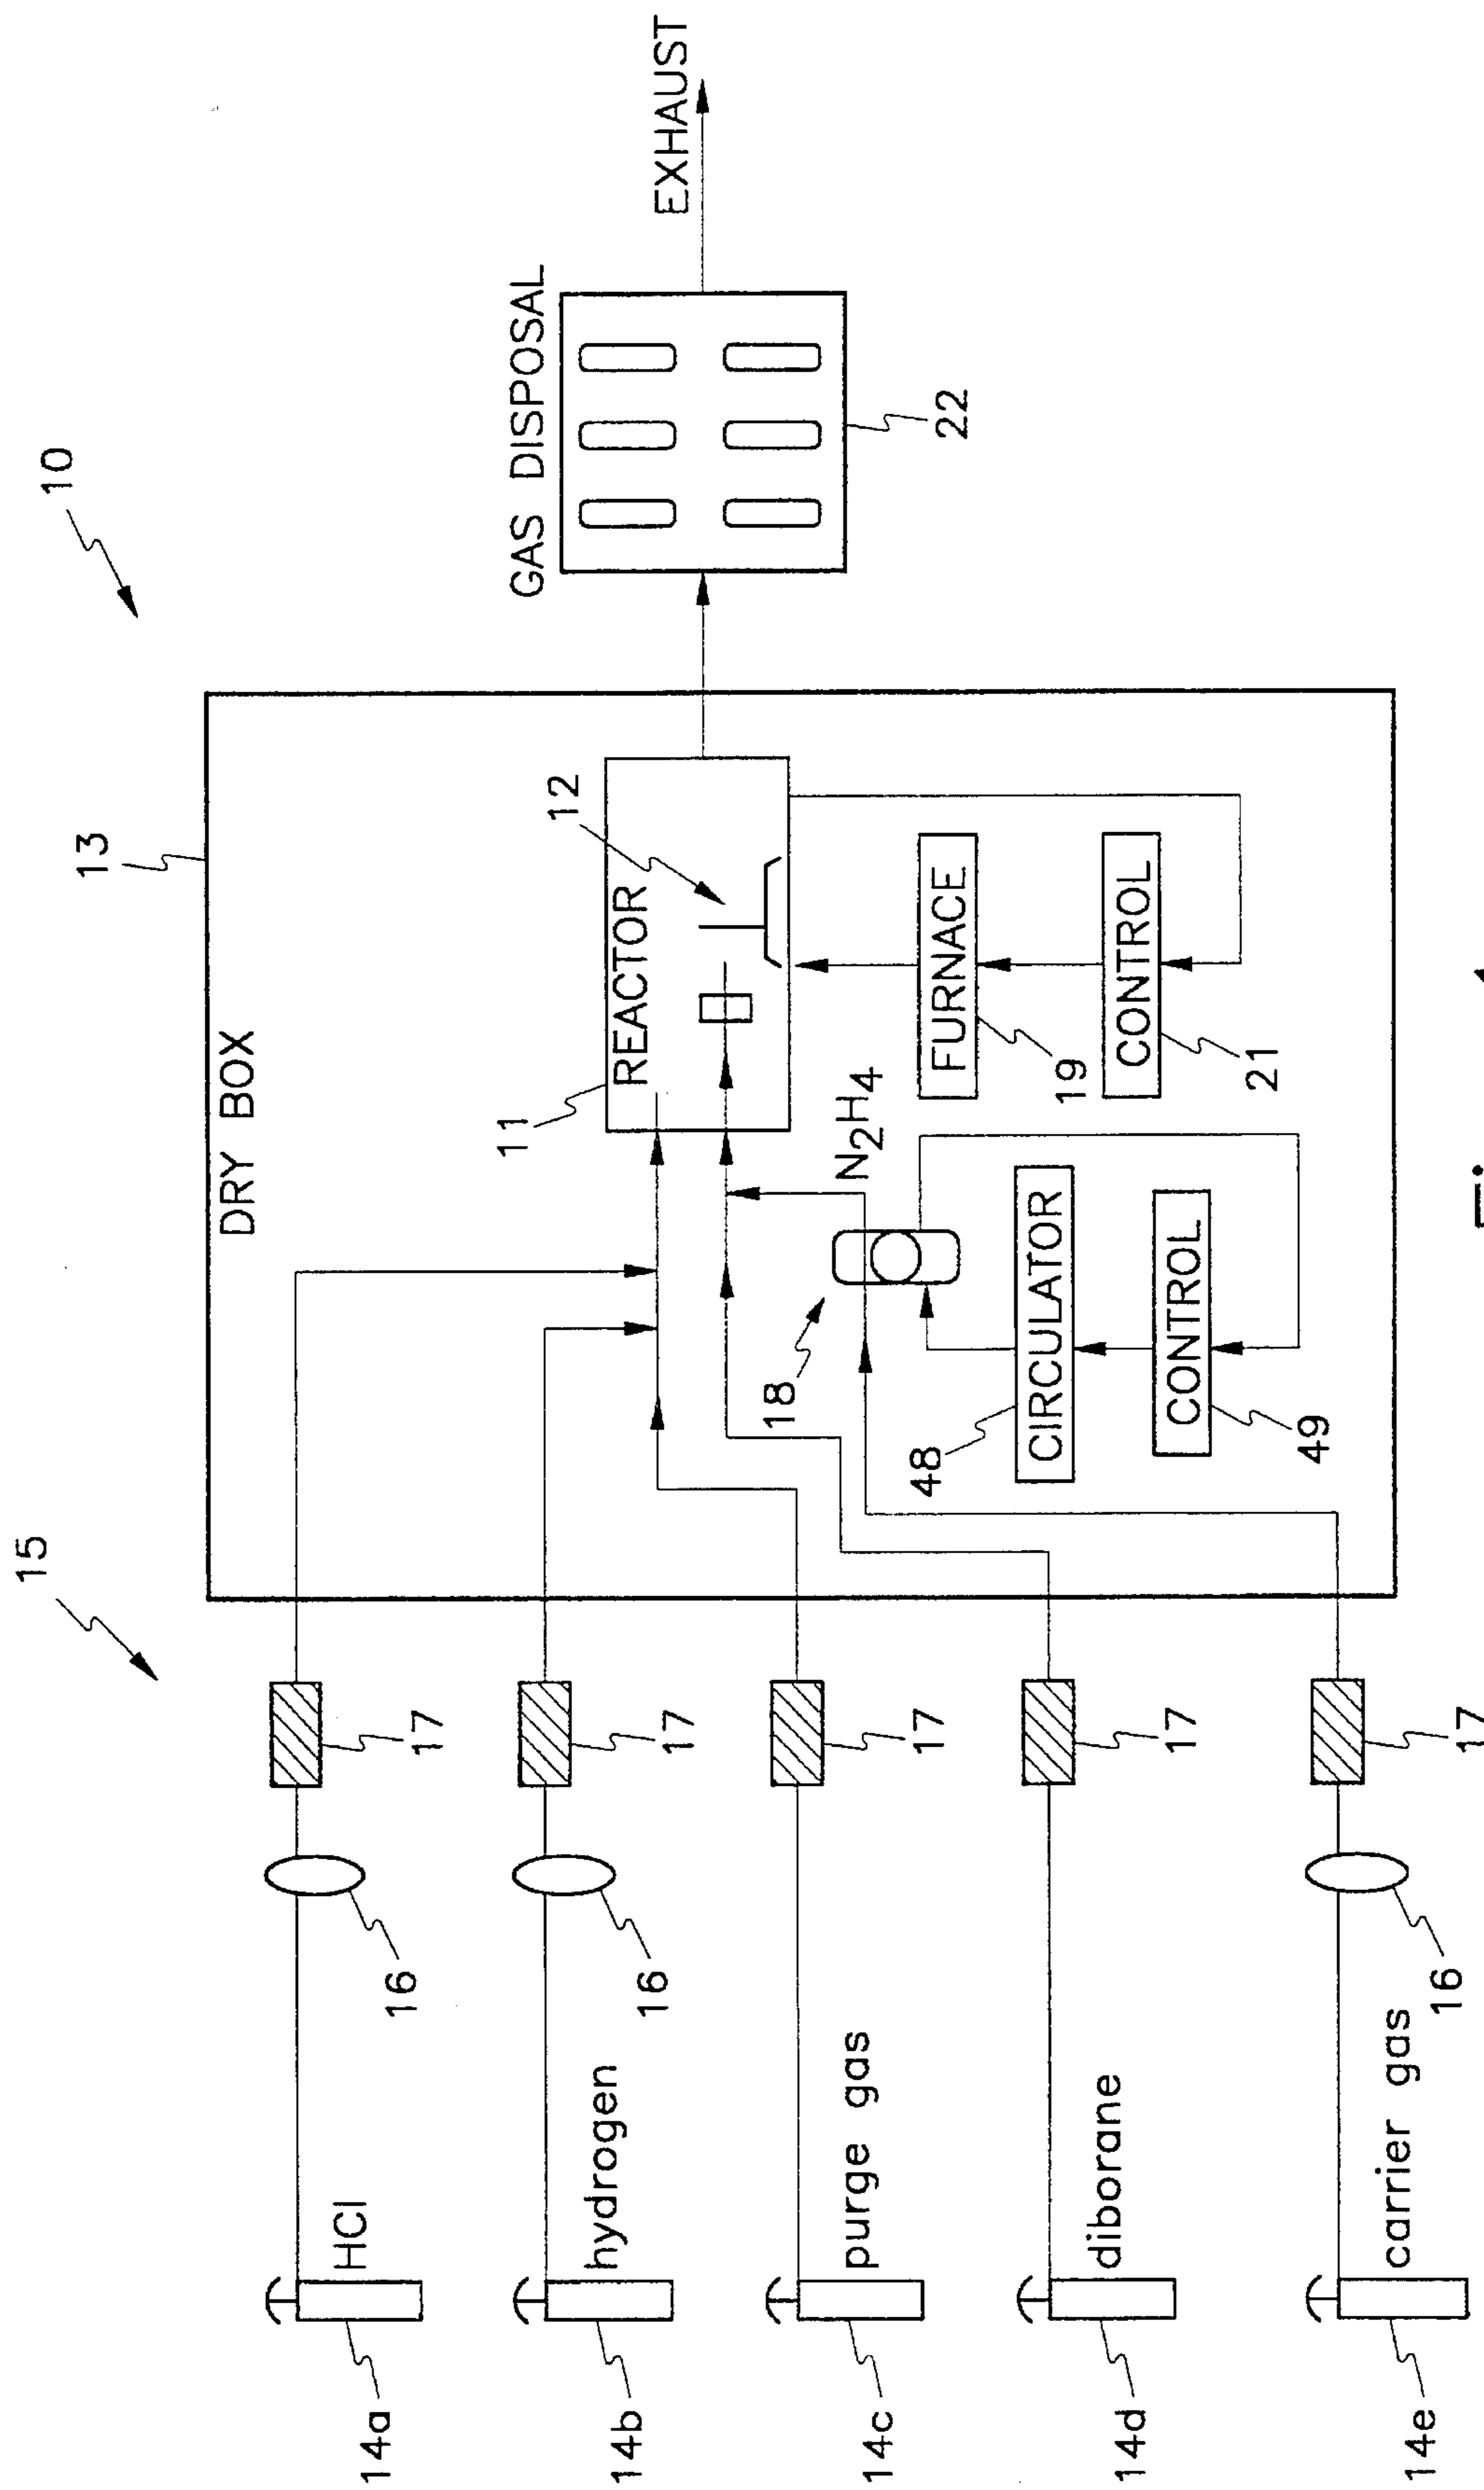 15
10
13
DRY BOX
GAS DISPOSAL
EXHAUST
14a
HCl
16
17
11
REACTOR
12
22
14b
hydrogen
16
17
14c
purge gas
17
18
N2H4
FURNACE
19
CONTROL
21
14d
diborane
17
48
CIRCULATOR
CONTROL
49
14e
carrier gas
16
17